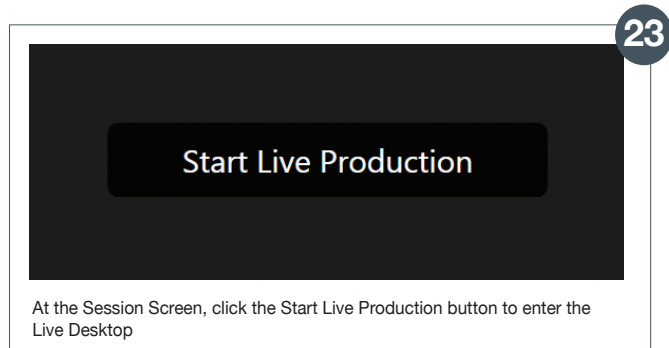 23
Start Live Production
At the Session Screen, click the Start Live Production button to enter the
Live Desktop